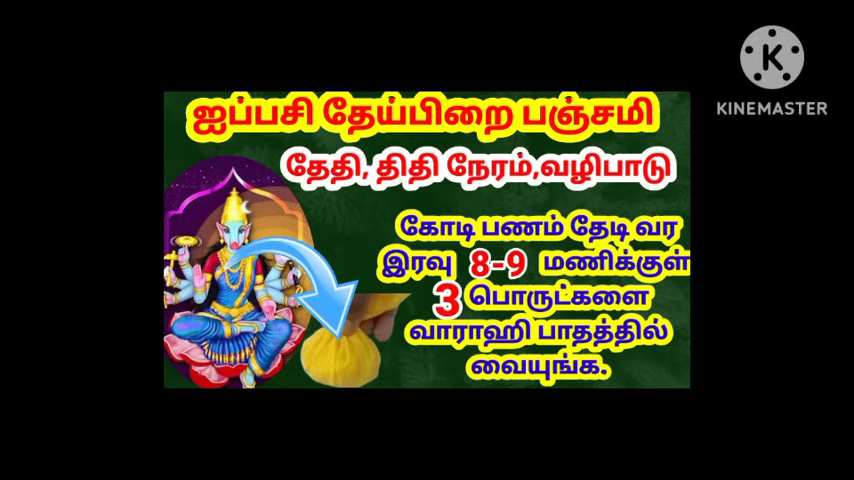 KINEMASTER
ஐப்பசி தேய்பிறை பஞ்சமி
தேதி, திதி நேரம்,வழிபாடு
கோடி பணம் தேடி வர
இரவு 8-9 மணிக்குள்
3 பொருட்களை
வாராஹி பாதத்தில்
வையுங்க.